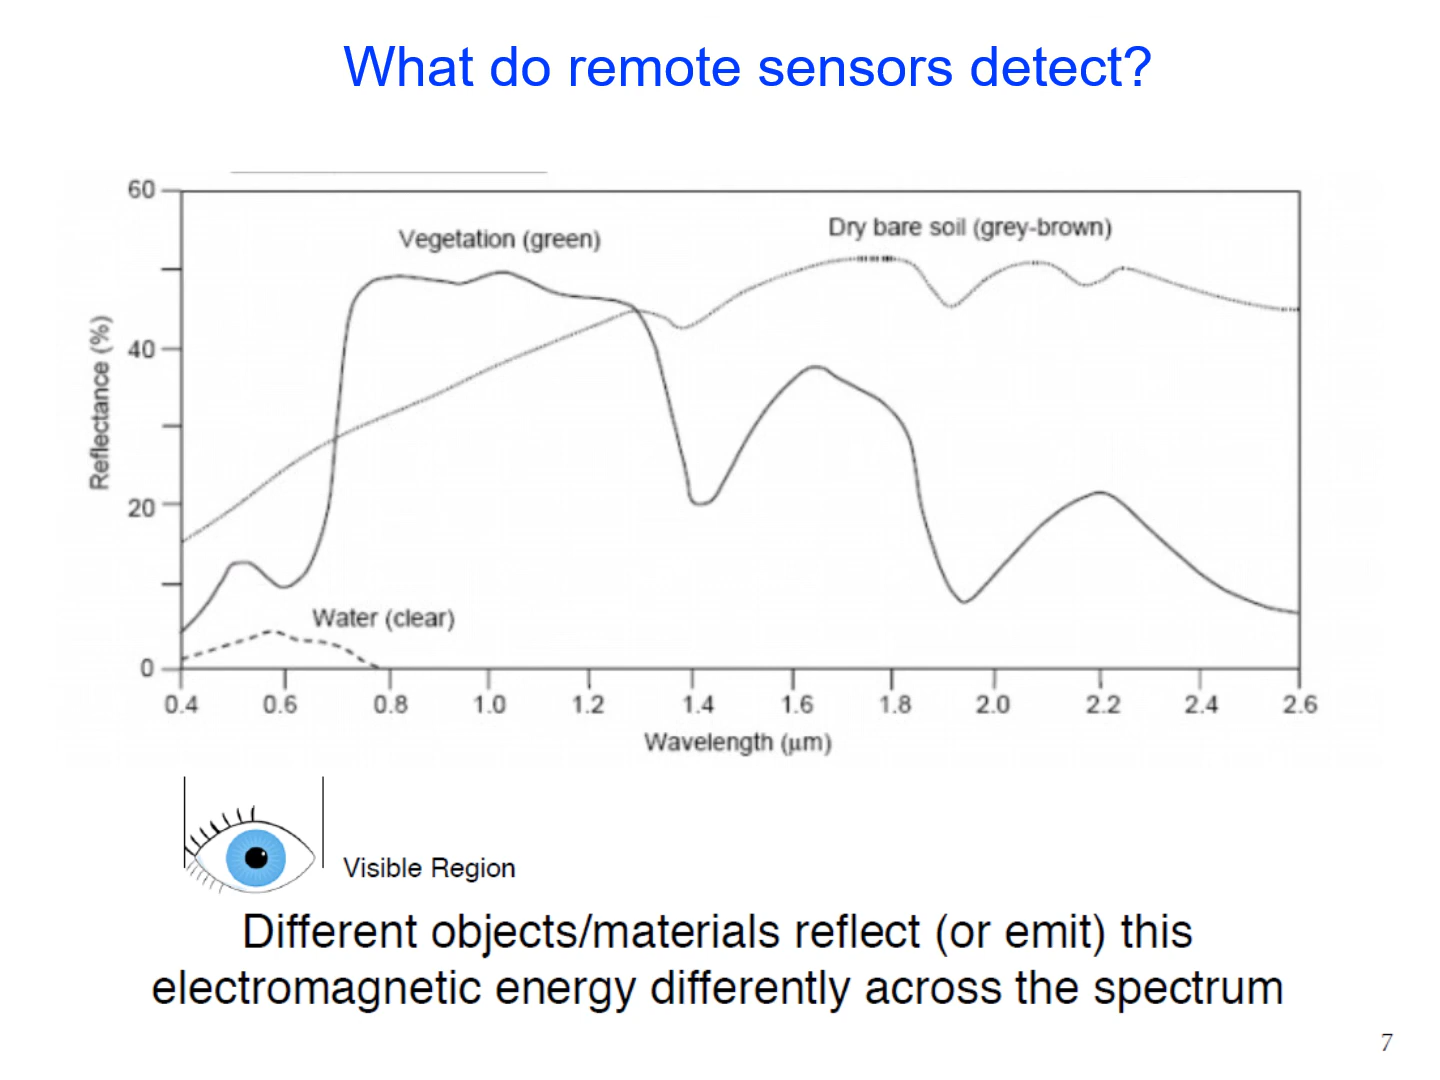 What do remote sensors detect?
60
Vegetation (green)
Dry bare soil (grey-brown)
40
Reflectance (%)
20
Water (clear)
0
0.4 0.6 0.8 1.0 1.2 1.4 1.6 1.8 2.0 2.2 2.4 2.6
Wavelength (μm)
Visible Region
Different objects/materials reflect (or emit) this
electromagnetic energy differently across the spectrum
7